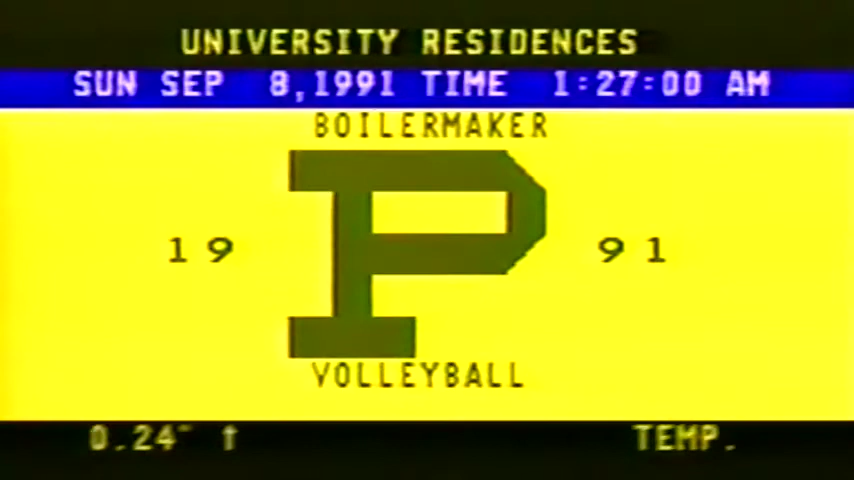 UNIVERSITY RESIDENCES
SUN SEP 8,1991 TIME 1:27:00 AM
BOILERMAKER
19 P 91
VOLLEYBALL
0.24" ↑ TEMP.